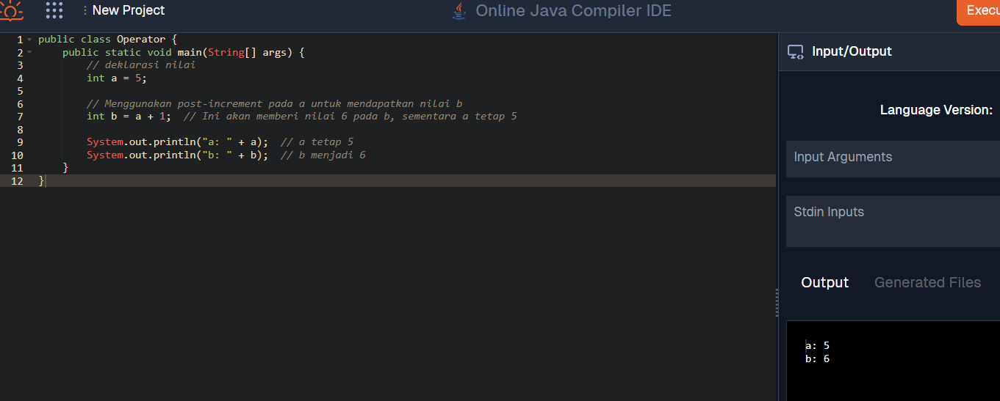 New Project
Online Java Compiler IDE
Execu
1 public class Operator {
2     public static void main(String[] args) {
3         // deklarasi nilai
4         int a = 5;
5
6         // Menggunakan post-increment pada a untuk mendapatkan nilai b
7         int b = a + 1;  // Ini akan memberi nilai 6 pada b, sementara a tetap 5
8
9         System.out.println("a: " + a);  // a tetap 5
10         System.out.println("b: " + b);  // b menjadi 6
11     }
12 }
Input/Output
Language Version:
Input Arguments
Stdin Inputs
Output Generated Files
a: 5
b: 6